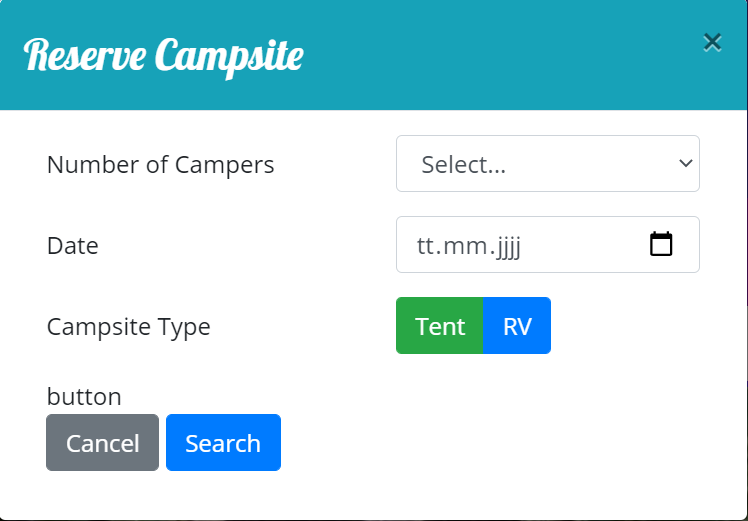 Reserve Campsite ×
Number of Campers Select...
Date tt.mm.jjjj
Campsite Type Tent RV
button
Cancel Search